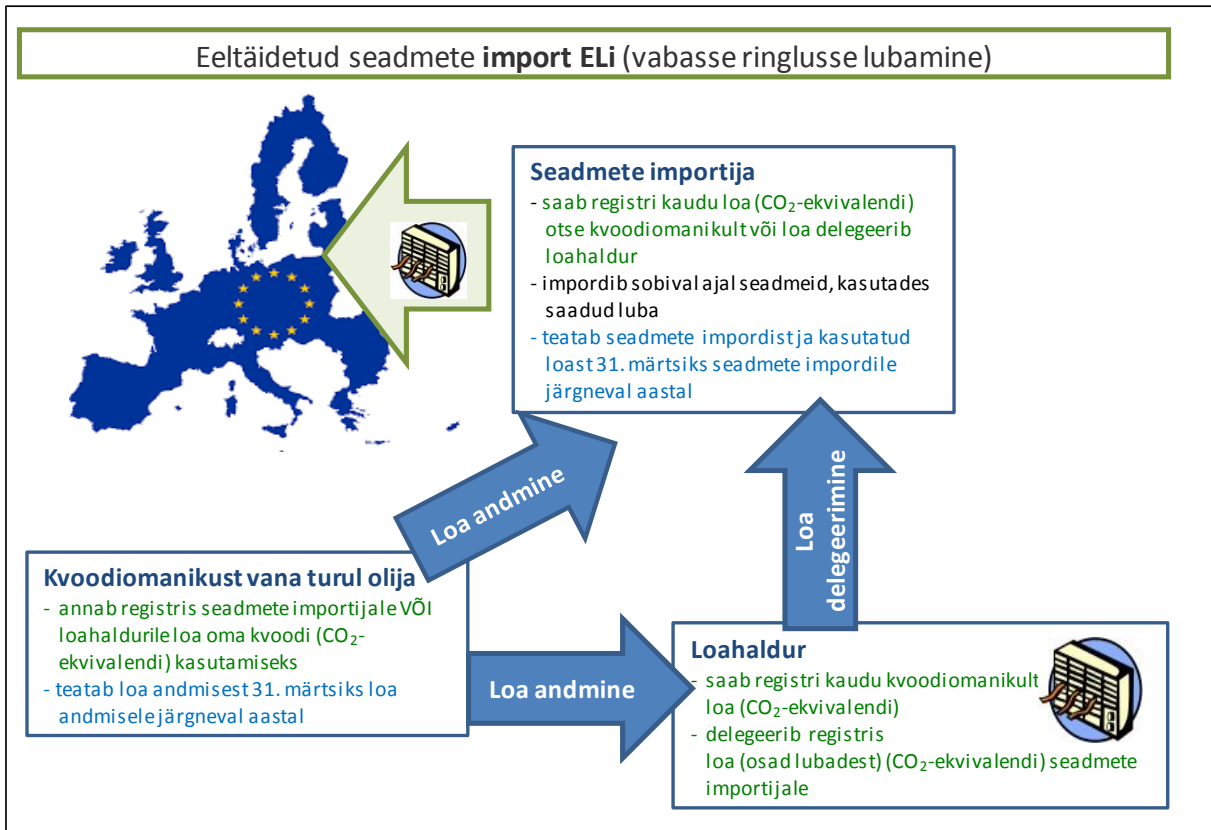 Eeltäidetud seadmete import ELi (vabasse ringlusse lubamine)
Seadmete importija
- saab registri kaudu loa (CO₂-ekvivalendi)
otse kvoodiomanikult või loa delegeerib
loahaldur
- impordib sobival ajal seadmeid, kasutades
saadud luba
- teatab seadmete impordist ja kasutatud
loast 31. märtsiks seadmete impordile
järgneval aastal
Loa andmine
Loa
delegeerimine
Kvoodiomanikust vana turul olija
- annab registris seadmete importijale VÕI
loahaldurile loa oma kvoodi (CO₂-
ekvivalendi) kasutamiseks
- teatab loa andmisest 31. märtsiks loa
andmisele järgneval aastal
Loa andmine
Loahaldur
- saab registri kaudu kvoodiomanikult
loa (CO₂-ekvivalendi)
- delegeerib registris
loa (osad lubadest) (CO₂-ekvivalendi) seadmete
importijale